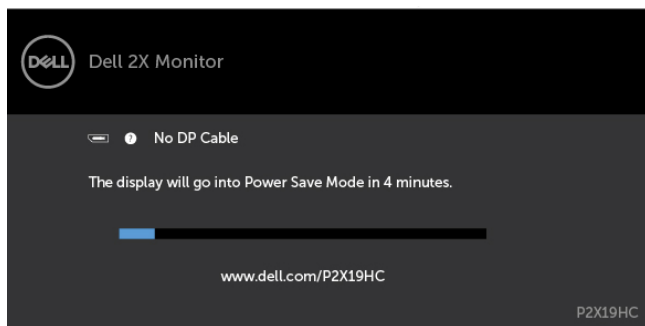 DELL
Dell 2X Monitor
? No DP Cable
The display will go into Power Save Mode in 4 minutes.
www.dell.com/P2X19HC
P2X19HC